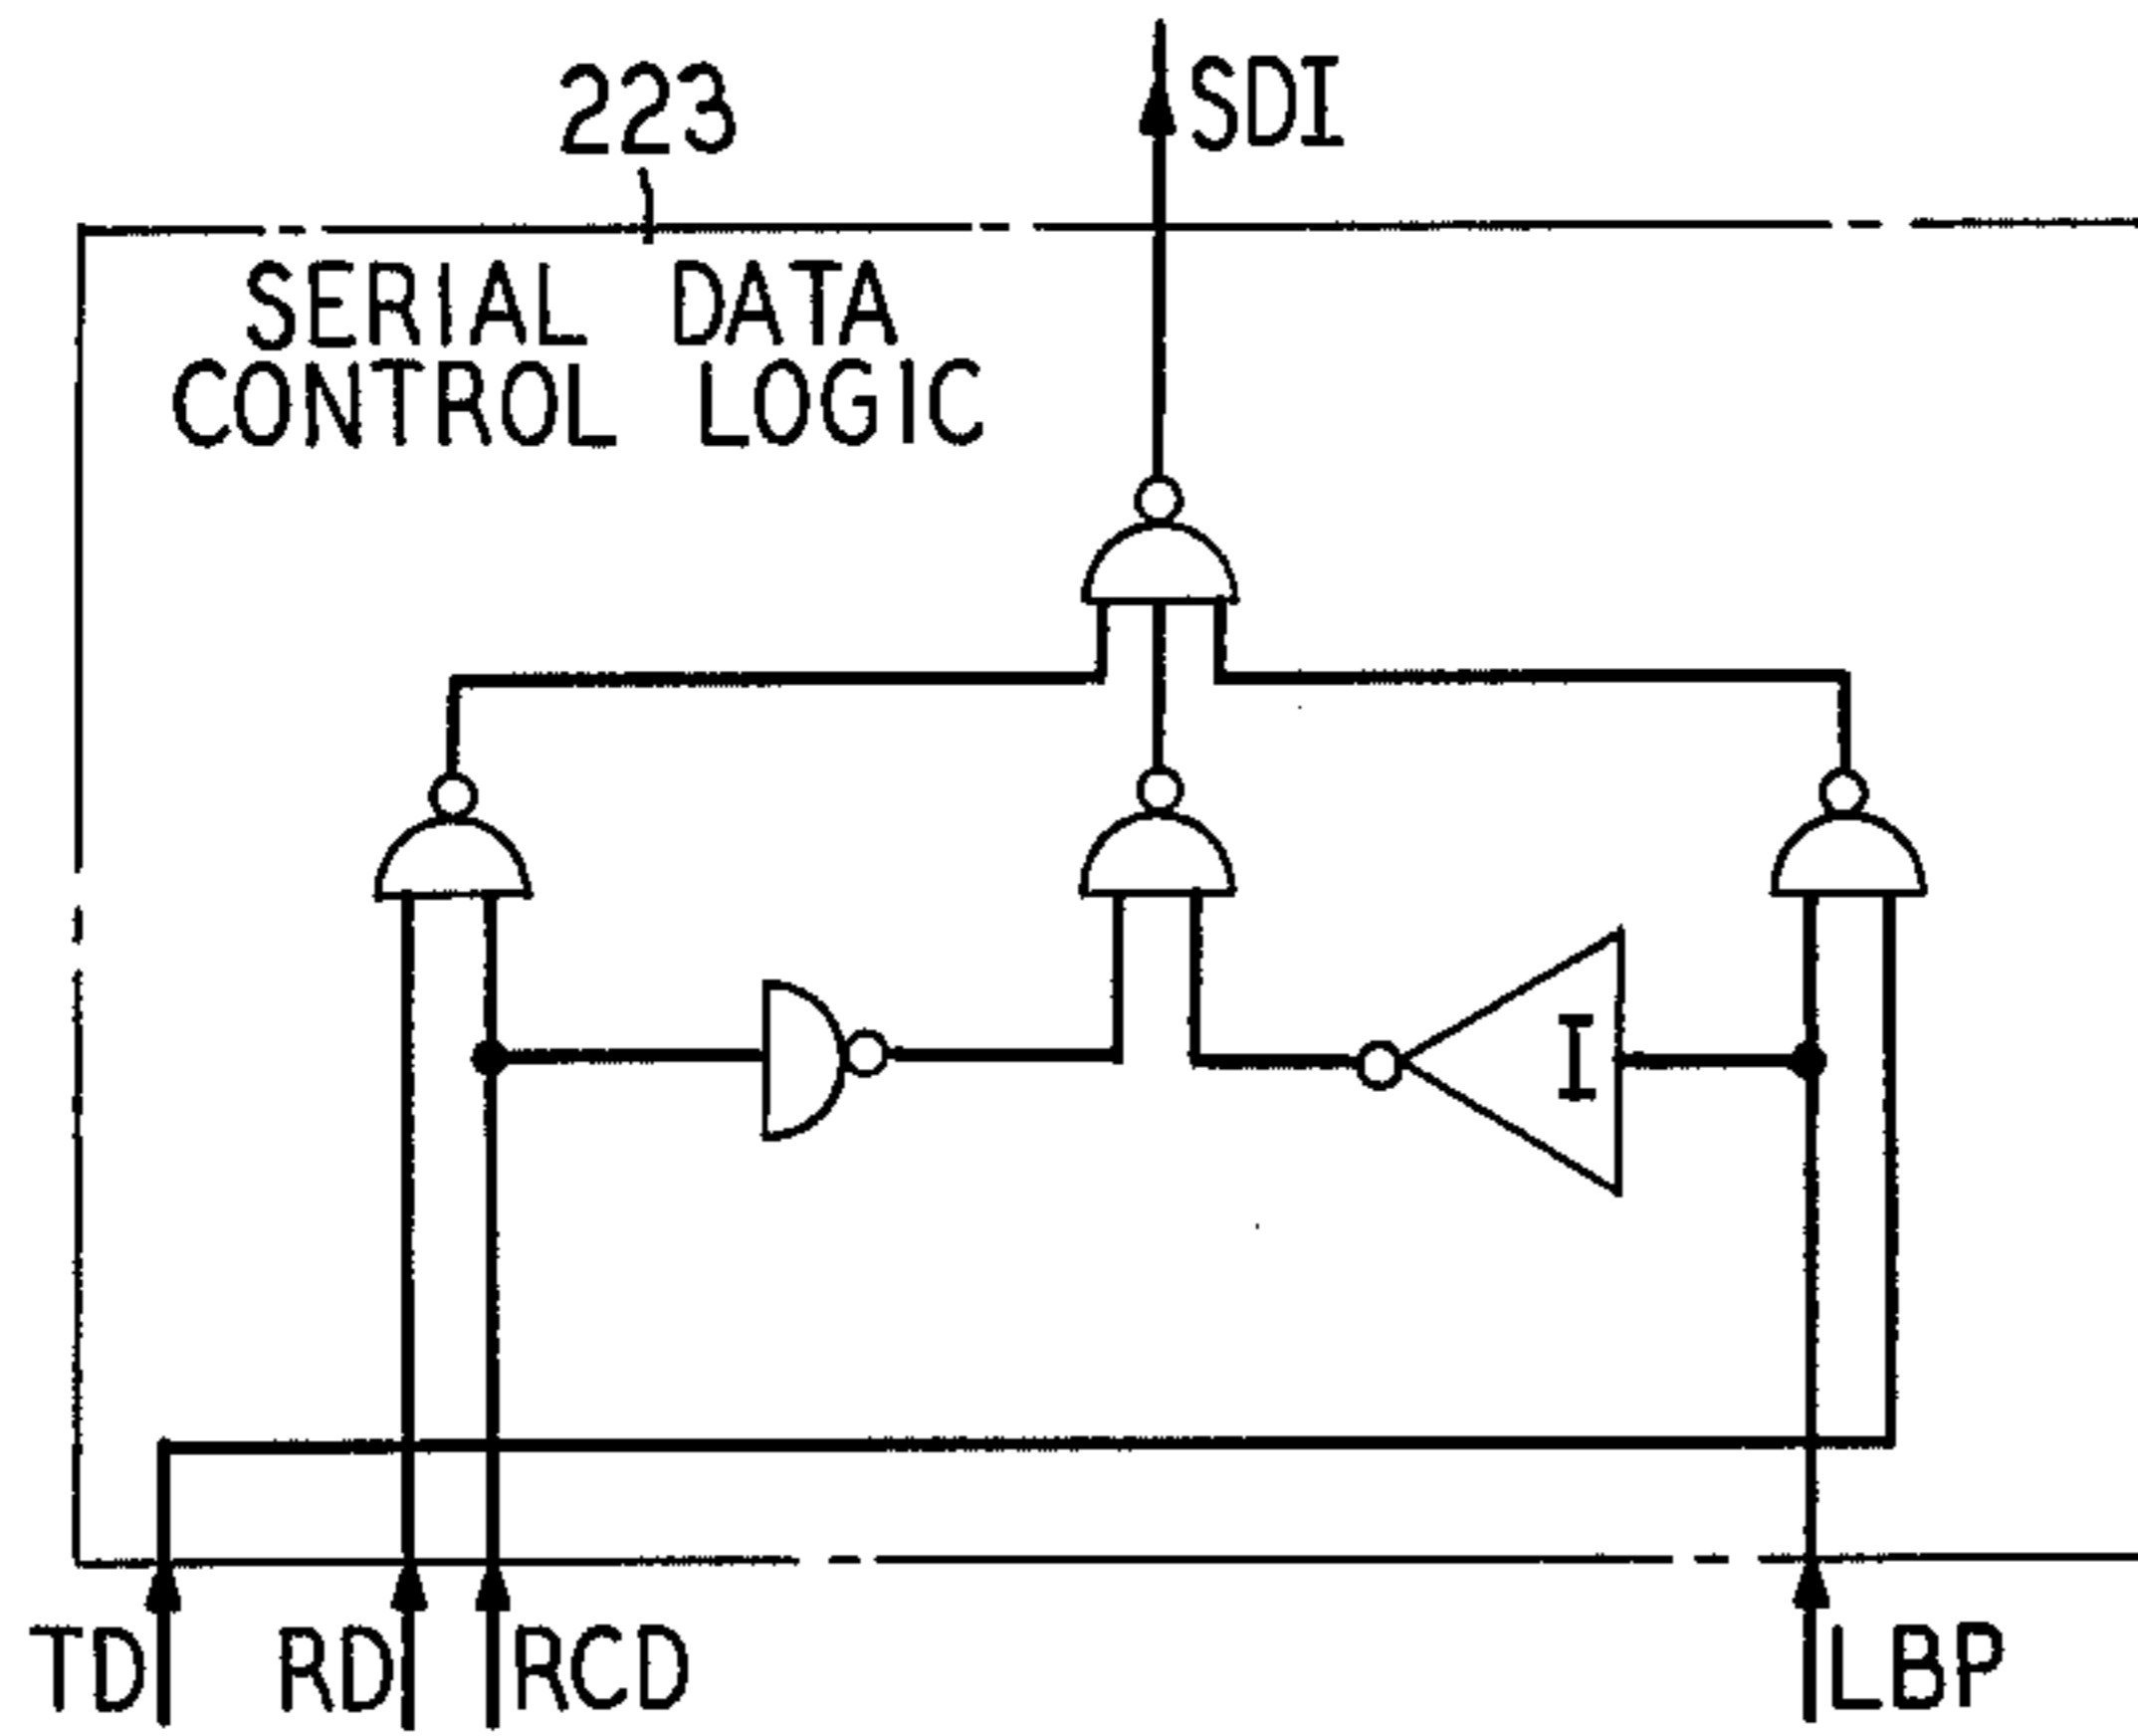 223
SDI
SERIAL DATA
CONTROL LOGIC
I
TD
RD
RCD
LBP